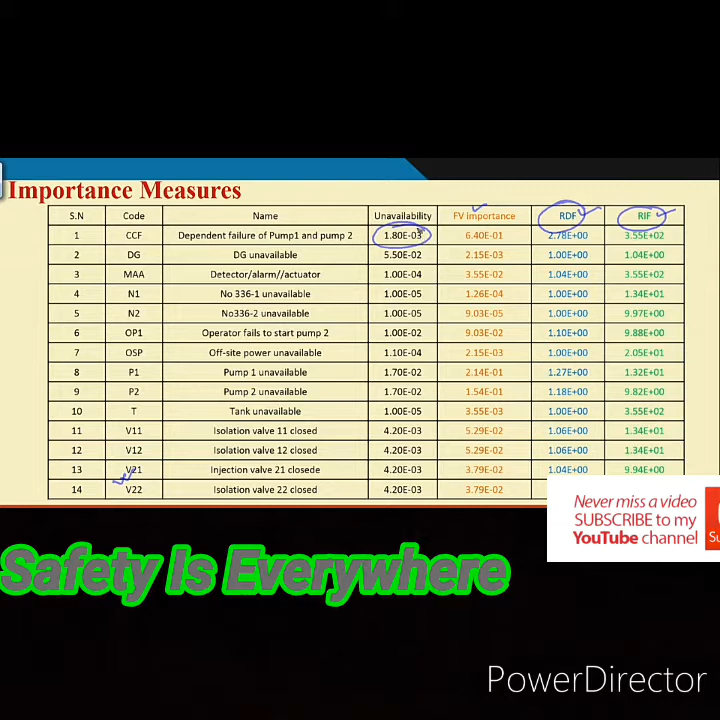 Importance Measures
S.N Code Name Unavailability FV importance RDF RIF
1 CCF Dependent failure of Pump1 and pump 2 1.80E-03 6.40E-01 2.78E+00 3.55E+02
2 DG DG unavailable 5.50E-02 2.15E-03 1.00E+00 1.04E+00
3 MAA Detector/alarm//actuator 1.00E-04 3.55E-02 1.04E+00 3.55E+02
4 N1 No 336-1 unavailable 1.00E-05 1.26E-04 1.00E+00 1.34E+01
5 N2 No336-2 unavailable 1.00E-05 9.03E-05 1.00E+00 9.97E+00
6 OP1 Operator fails to start pump 2 1.00E-02 9.03E-02 1.10E+00 9.88E+00
7 OSP Off-site power unavailable 1.10E-04 2.15E-03 1.00E+00 2.05E+01
8 P1 Pump 1 unavailable 1.70E-02 2.14E-01 1.27E+00 1.32E+01
9 P2 Pump 2 unavailable 1.70E-02 1.54E-01 1.18E+00 9.82E+00
10 T Tank unavailable 1.00E-05 3.55E-03 1.00E+00 3.55E+02
11 V11 Isolation valve 11 closed 4.20E-03 5.29E-02 1.06E+00 1.34E+01
12 V12 Isolation valve 12 closed 4.20E-03 5.29E-02 1.06E+00 1.34E+01
13 V21 Injection valve 21 closede 4.20E-03 3.79E-02 1.04E+00 9.94E+00
14 V22 Isolation valve 22 closed 4.20E-03 3.79E-02
Never miss a video
SUBSCRIBE to my
YouTube channel
Su
Safety Is Everywhere
PowerDirector